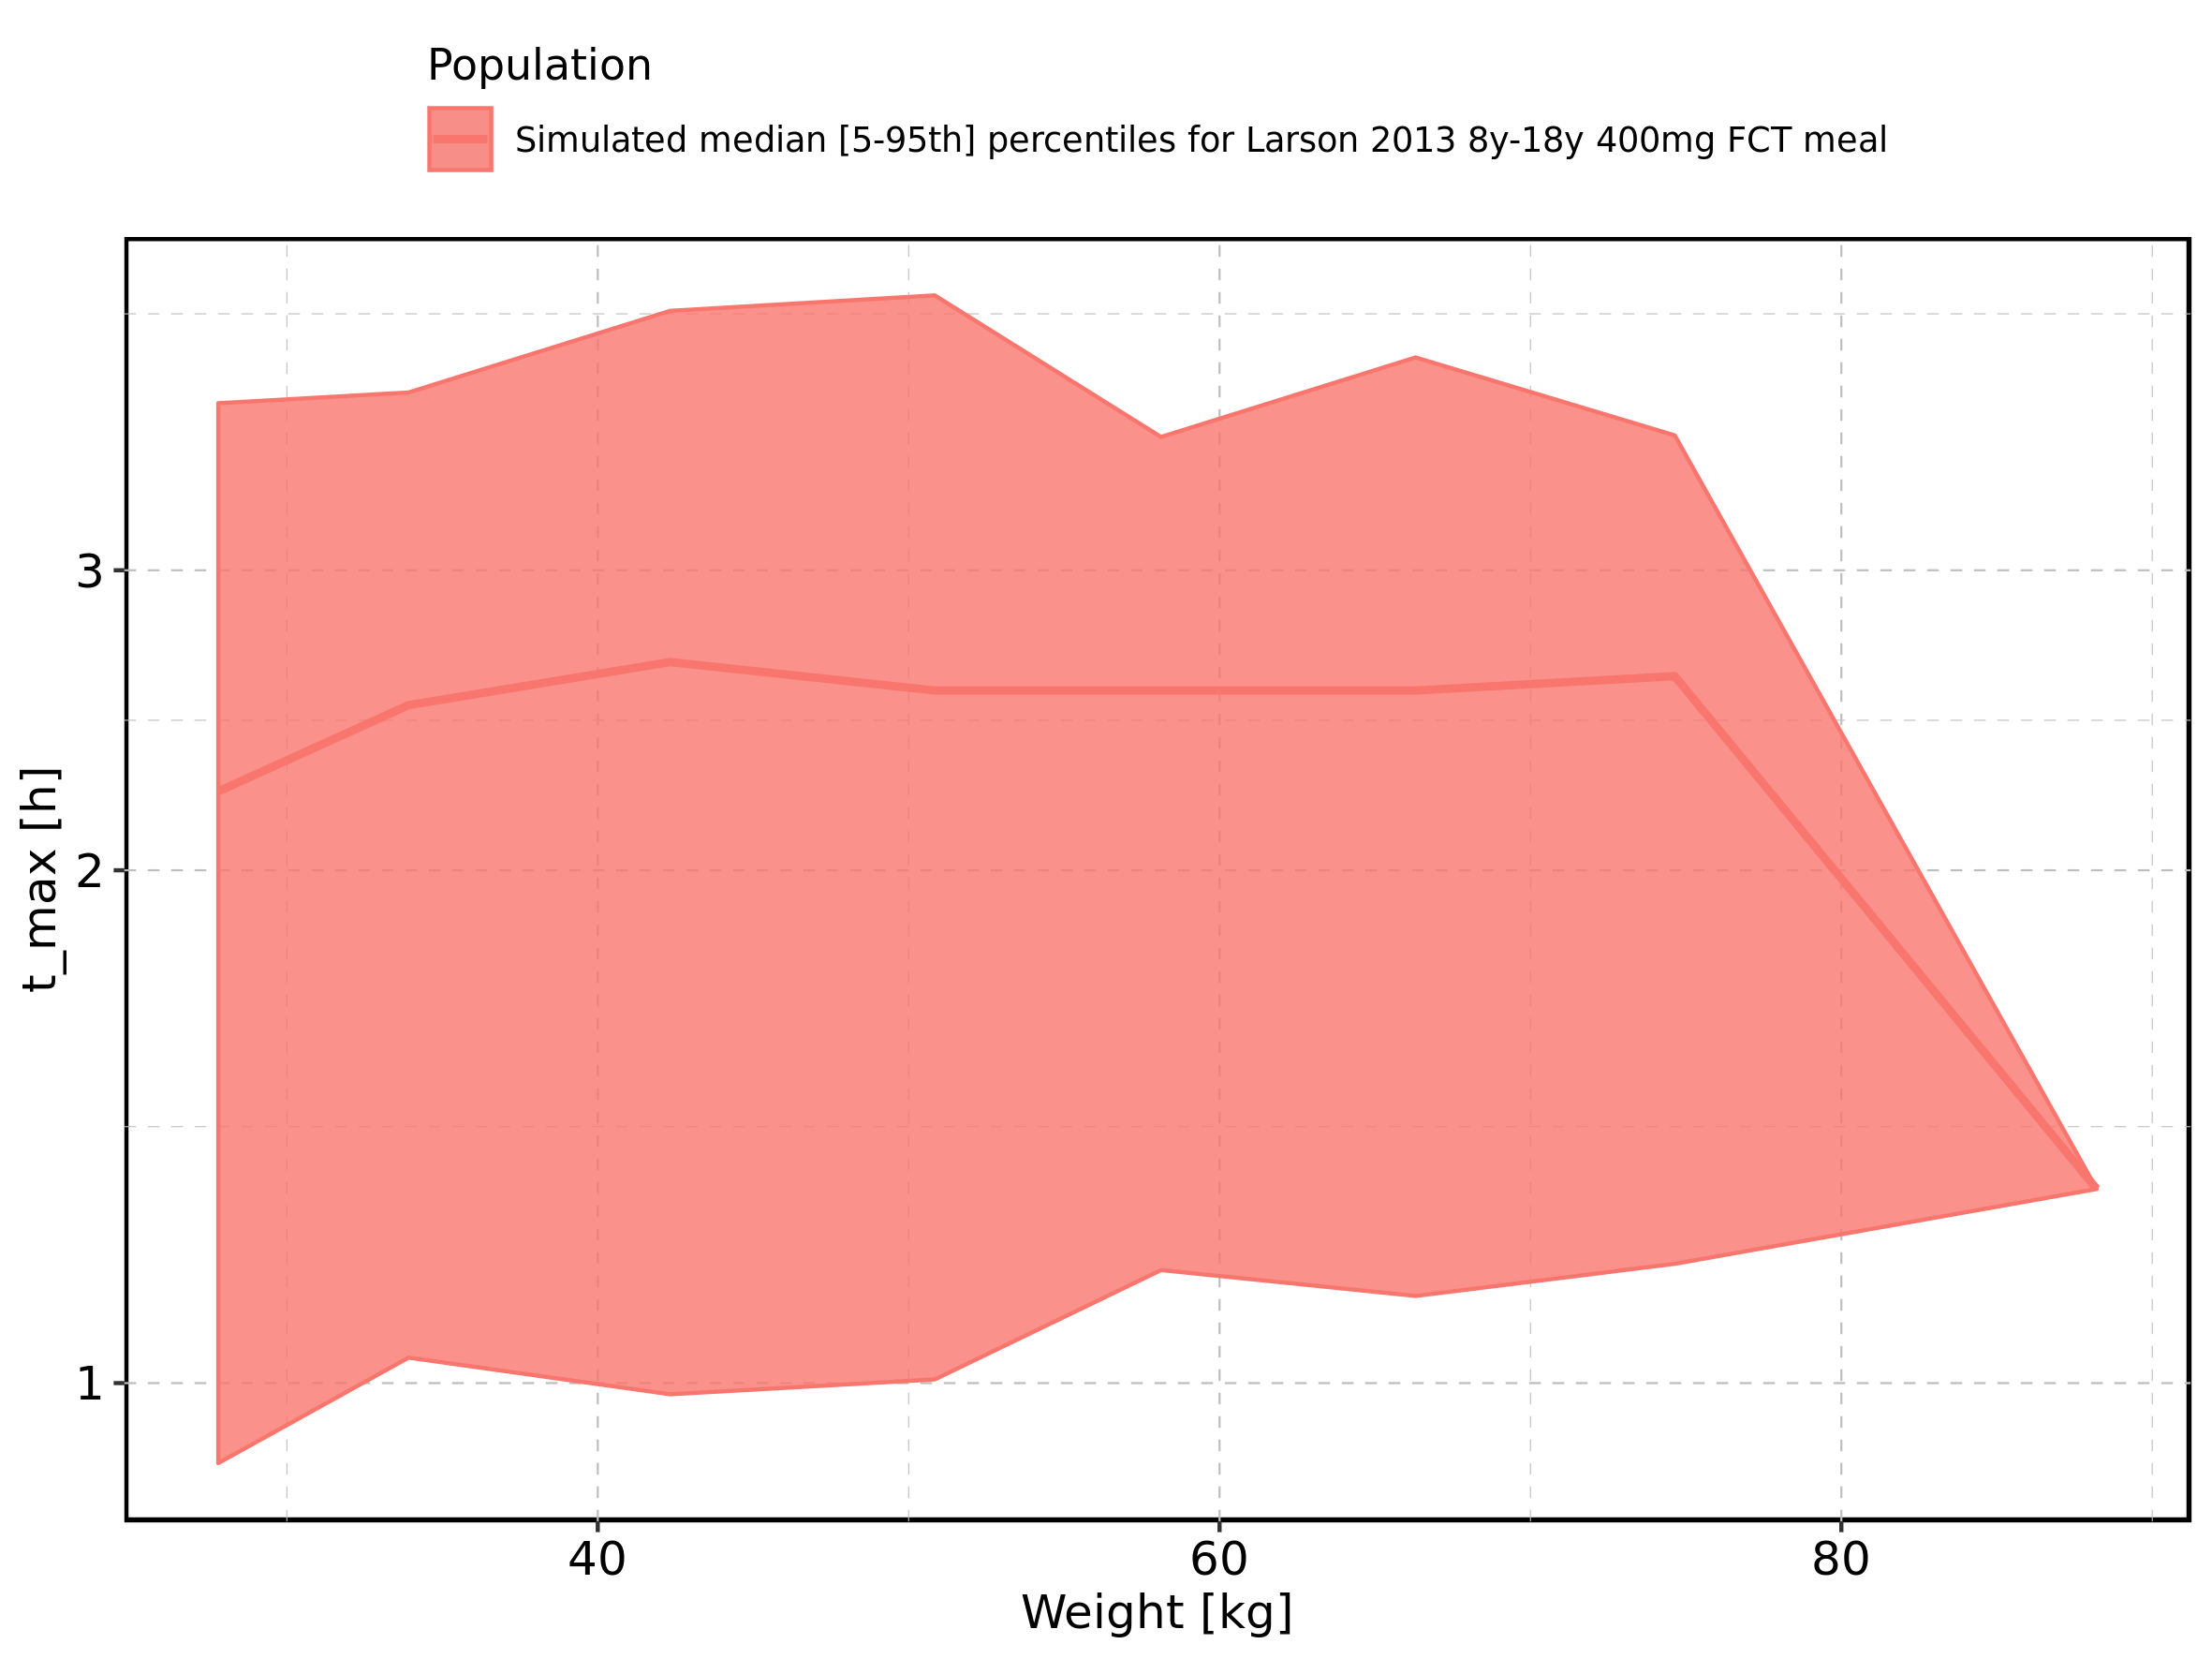 Population
Simulated median [5-95th] percentiles for Larson 2013 8y-18y 400mg FCT meal
t_max [h]
3
2
1
40 60 80
Weight [kg]